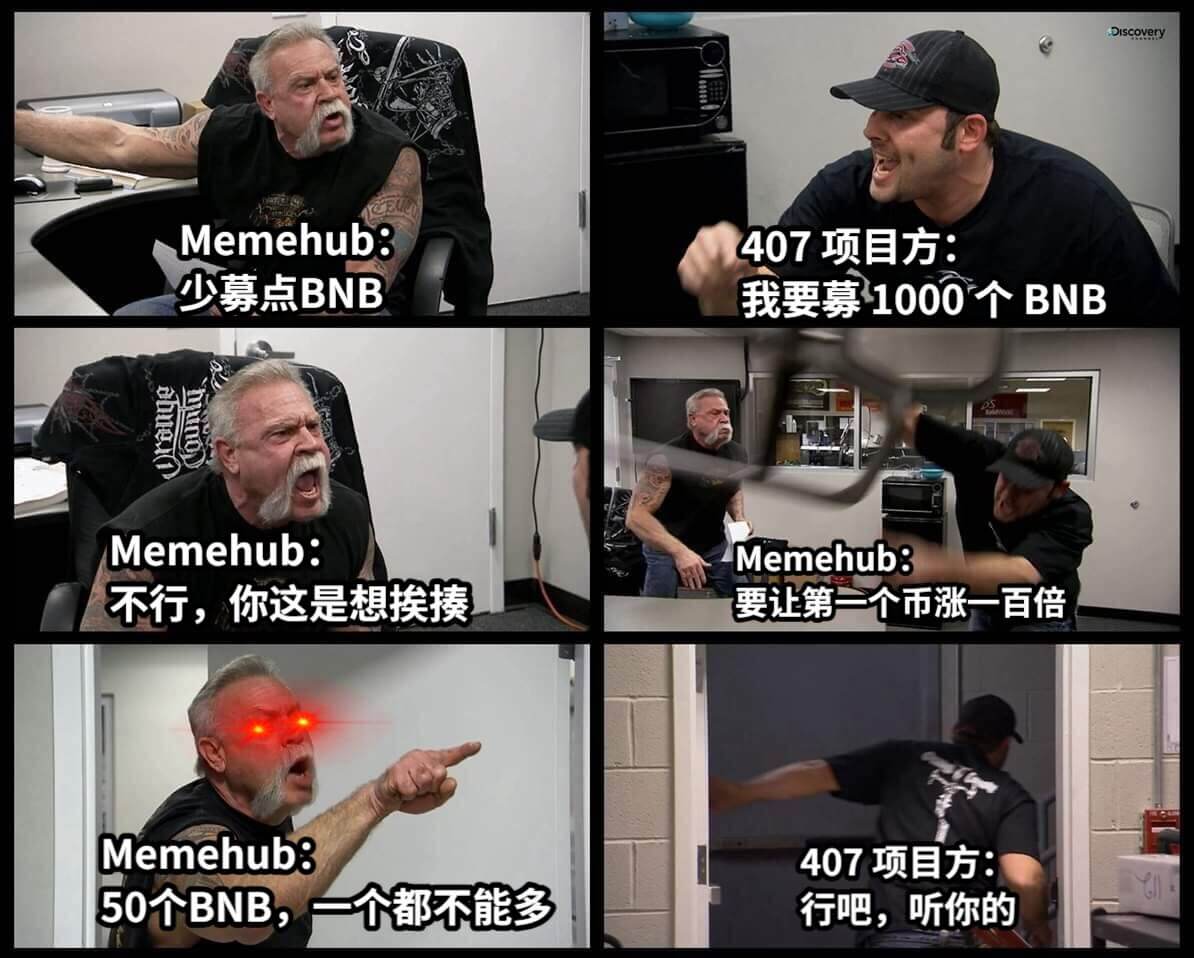 Discovery
CHANNEL
Memehub：
少募点BNB
407 项目方：
我要募 1000 个 BNB
Orange
County
Memehub：
不行，你这是想挨揍
Memehub：
要让第一个币涨一百倍
Memehub：
50个BNB，一个都不能多
407 项目方：
行吧，听你的